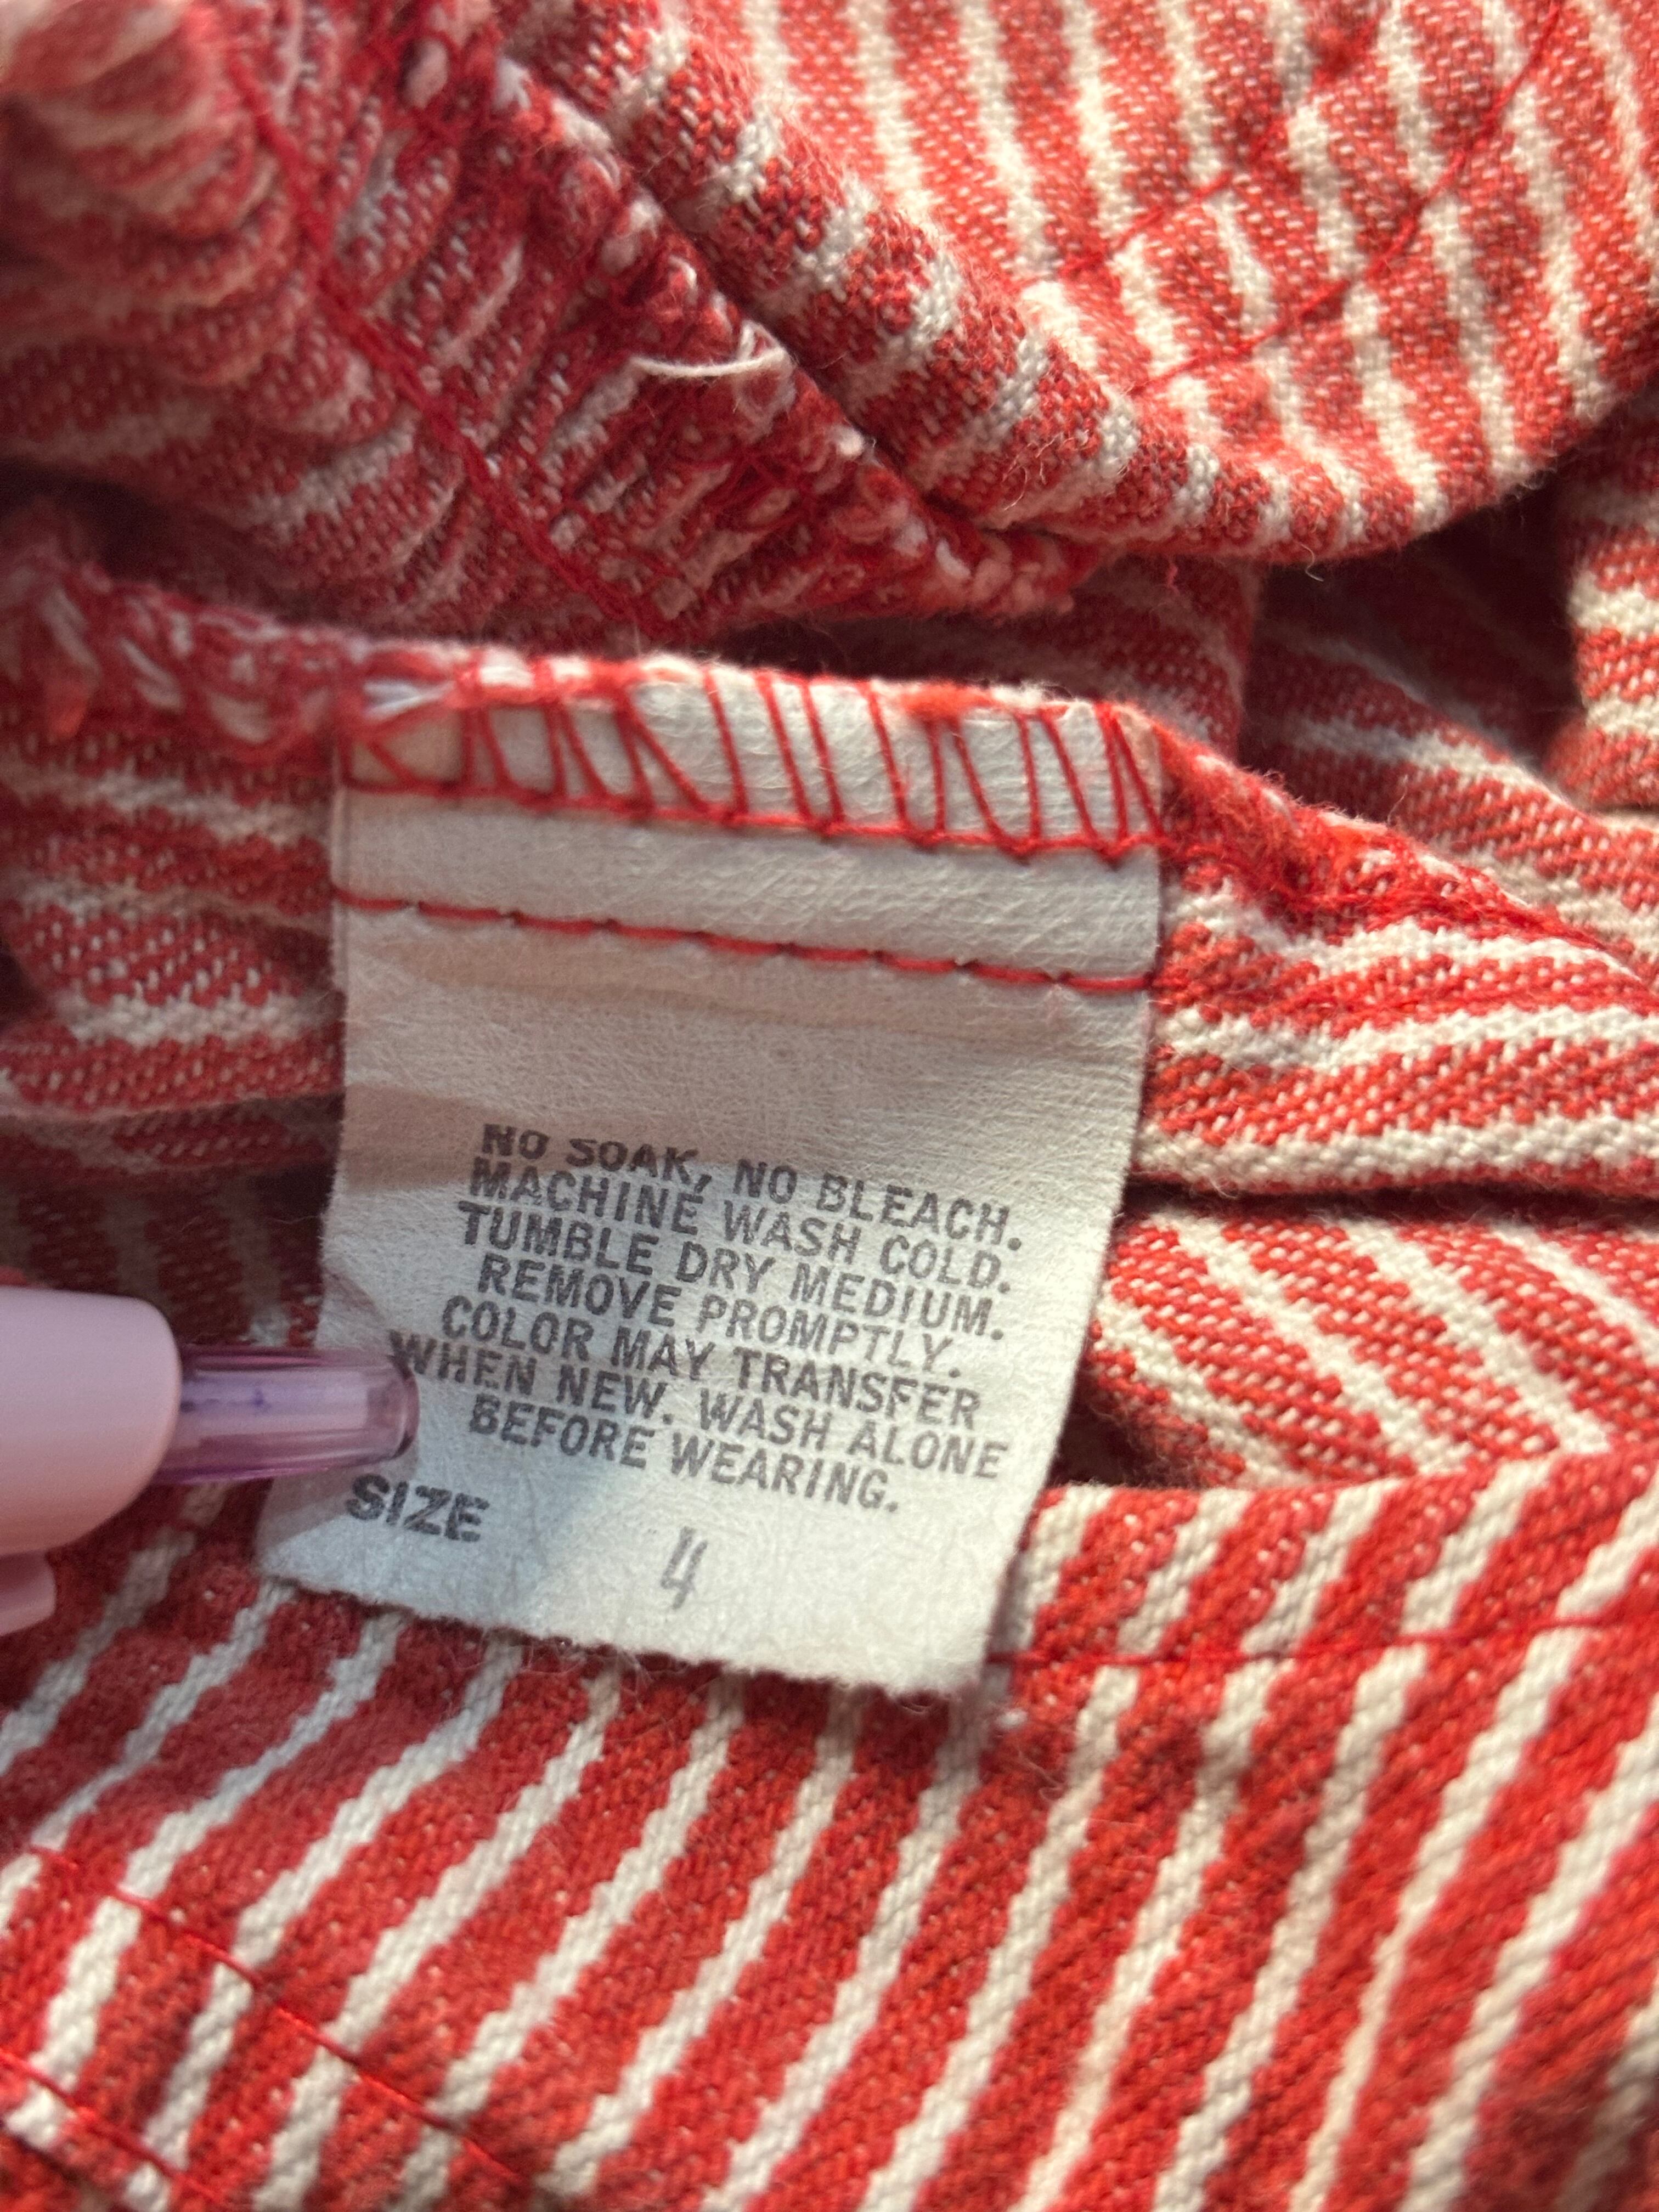 NO SOAK, NO BLEACH.
MACHINE WASH COLD.
TUMBLE DRY MEDIUM.
REMOVE PROMPTLY.
COLOR MAY TRANSFER
WHEN NEW. WASH ALONE
BEFORE WEARING.
SIZE 4